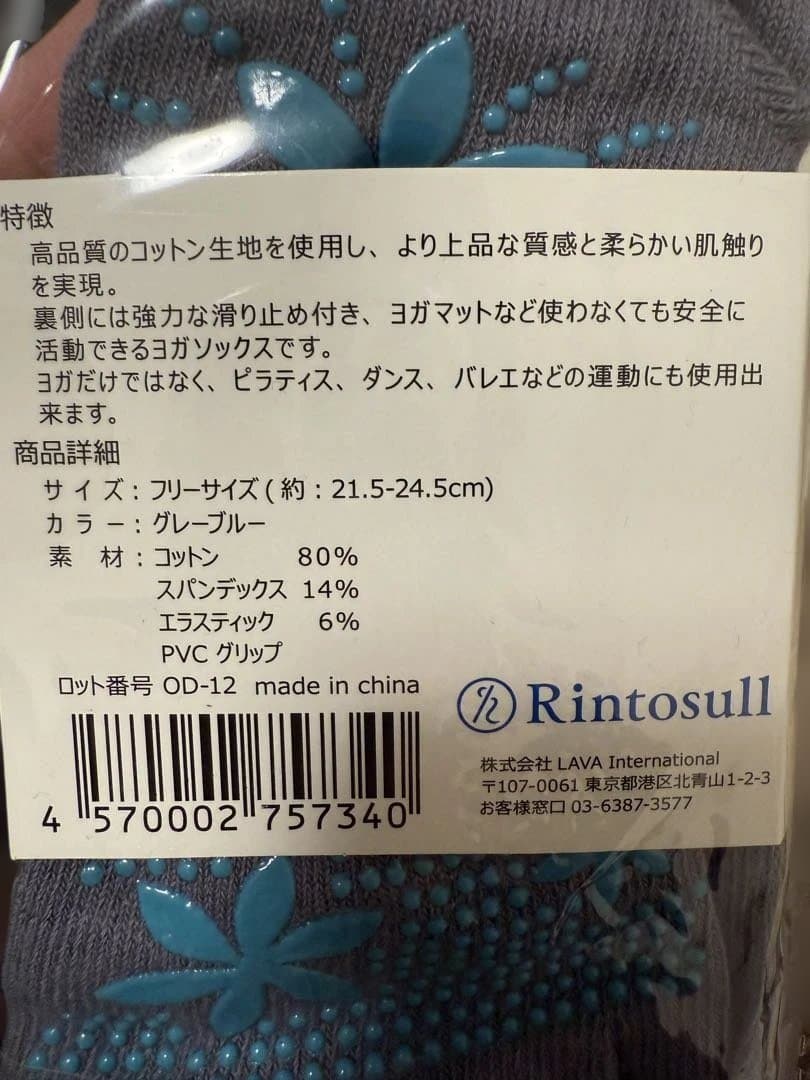 特徴
高品質のコットン生地を使用し、より上品な質感と柔らかい肌触り
を実現。
裏側には強力な滑り止め付き、ヨガマットなど使わなくても安全に
活動できるヨガソックスです。
ヨガだけではなく、ピラティス、ダンス、バレエなどの運動にも使用出
来ます。
商品詳細
サイズ：フリーサイズ(約：21.5-24.5cm)
カラー：グレーブルー
素　材：コットン 80%
スパンデックス 14%
エラスティック 6%
PVC グリップ
ロット番号 OD-12 made in china
Rintosull
株式会社 LAVA International
〒107-0061 東京都港区北青山1-2-3
お客様窓口 03-6387-3577
4 570002 757340